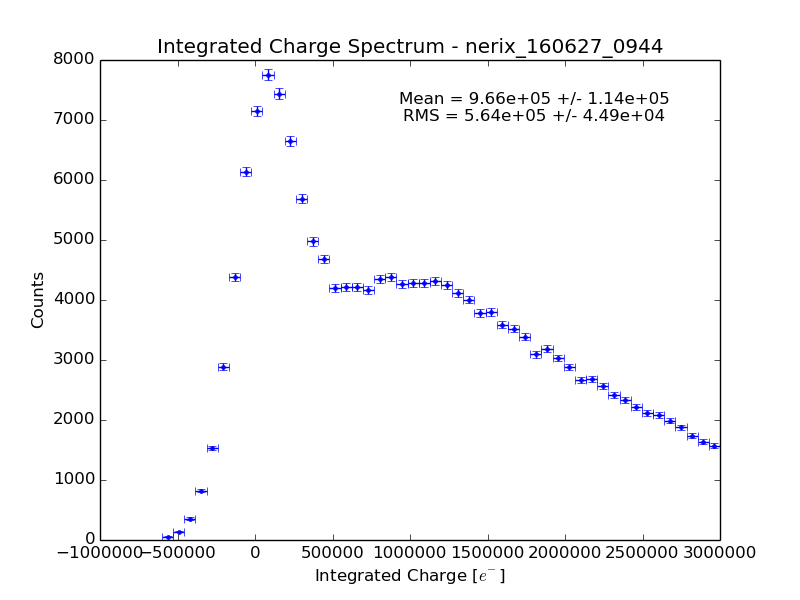 Integrated Charge Spectrum - nerix_160627_0944
8000
Mean = 9.66e+05 +/- 1.14e+05
RMS = 5.64e+05 +/- 4.49e+04
7000
6000
5000
4000
3000
2000
1000
0
Counts
−1000000 −500000 0 500000 1000000 1500000 2000000 2500000 3000000
Integrated Charge [e⁻]